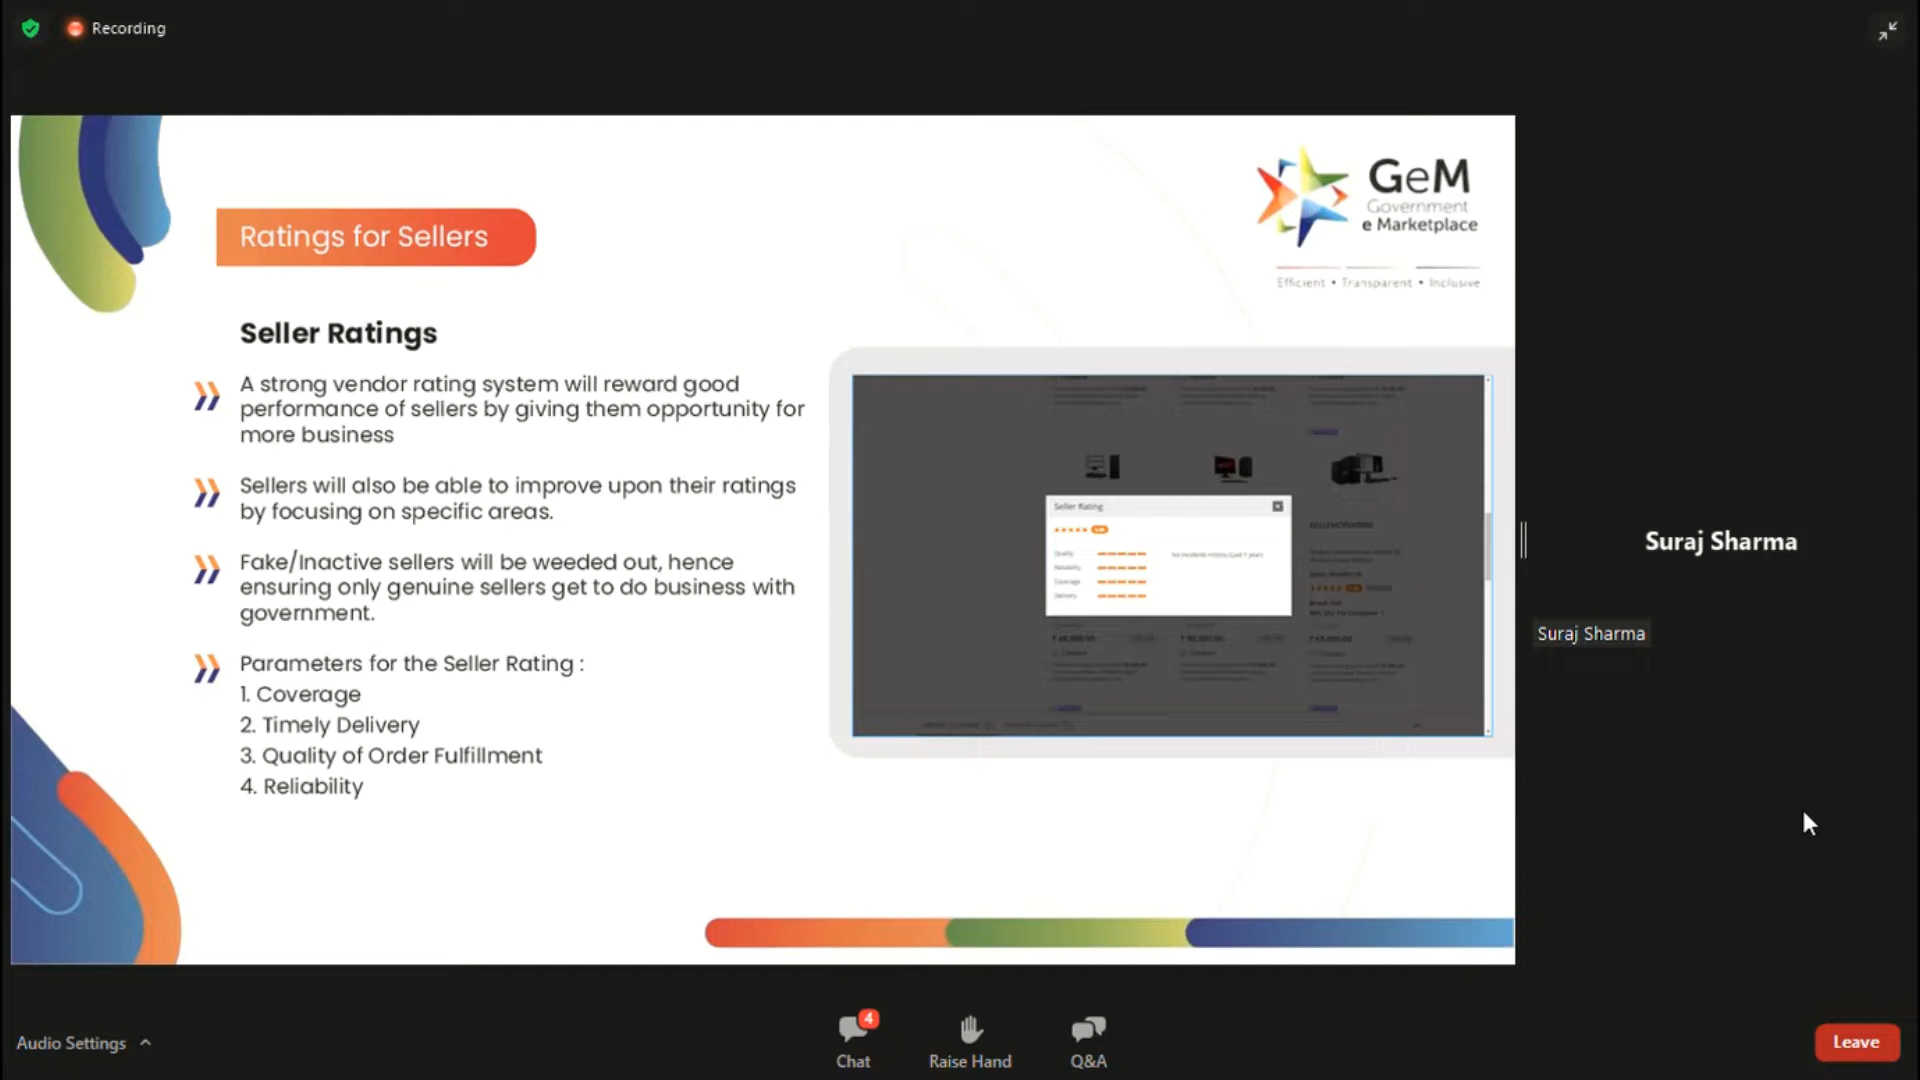 Recording
GeM
Government
e Marketplace
Efficient • Transparent • Inclusive
Ratings for Sellers
Seller Ratings
A strong vendor rating system will reward good
performance of sellers by giving them opportunity for
more business
Sellers will also be able to improve upon their ratings
by focusing on specific areas.
Fake/Inactive sellers will be weeded out, hence
ensuring only genuine sellers get to do business with
government.
Parameters for the Seller Rating :
1. Coverage
2. Timely Delivery
3. Quality of Order Fulfillment
4. Reliability
Seller Rating
Quality
Reliability
Coverage
Delivery
Suraj Sharma
Suraj Sharma
Audio Settings
4
Chat
Raise Hand
Q&A
Leave